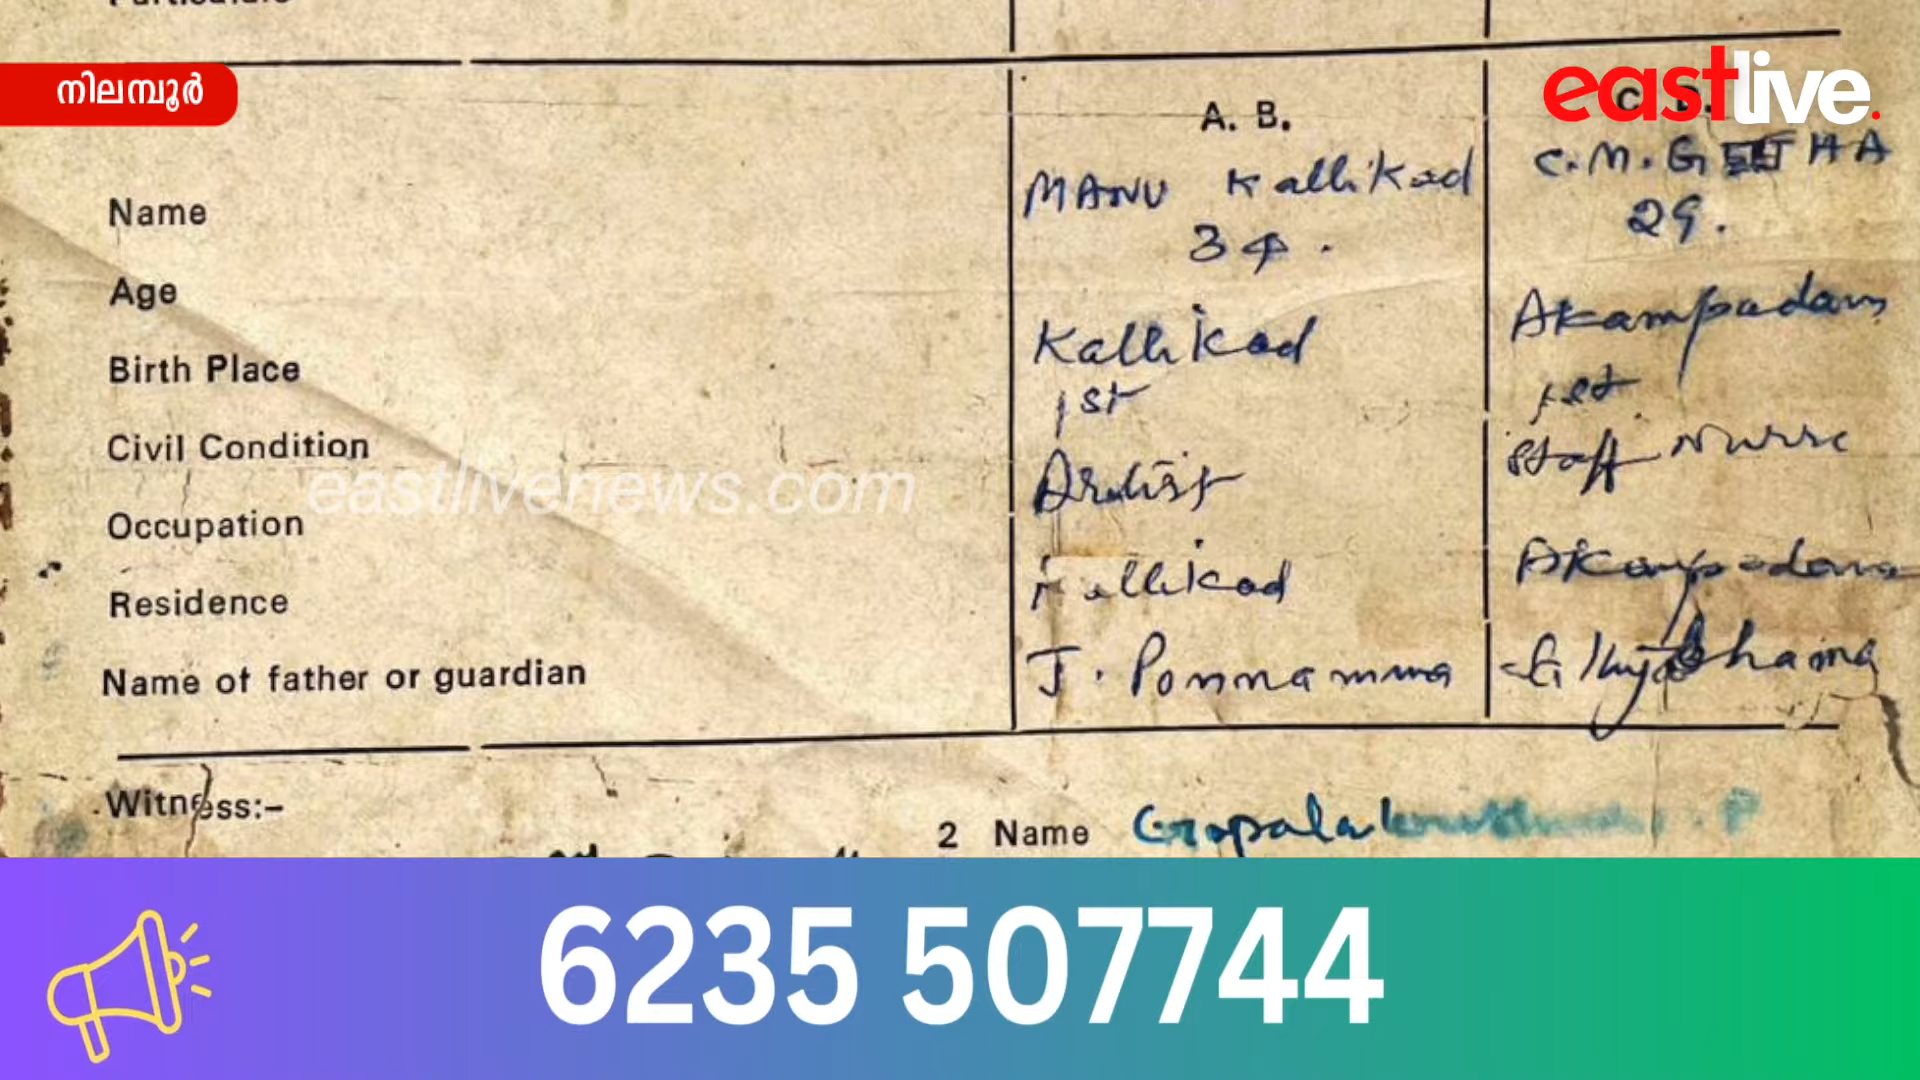 നിലമ്പൂർ
eastlive.
A. B.
Name MANU Kallikad C.M. GEETHA
Age 34. 29.
Birth Place Kallikad Akampadam
Civil Condition 1st 1st
eastlivenews.com
Occupation Artist Staff Nurse
Residence Kallikad Akampadam
Name of father or guardian J. Ponnamma
Witness:-
2 Name
6235 507744